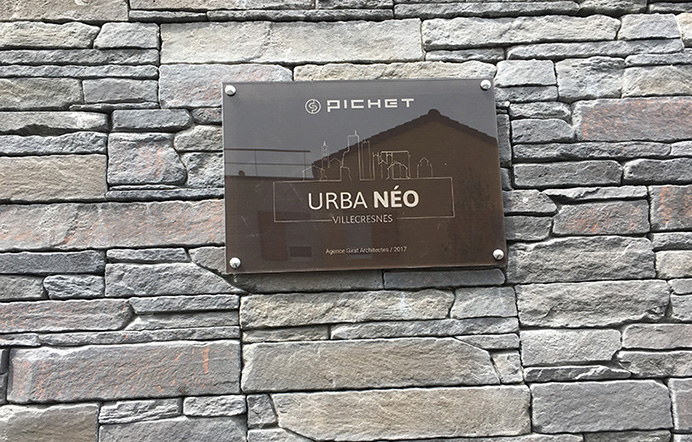 PICHET
URBA NÉO
VILLECRESNES
Agence Girat Architectes / 2017